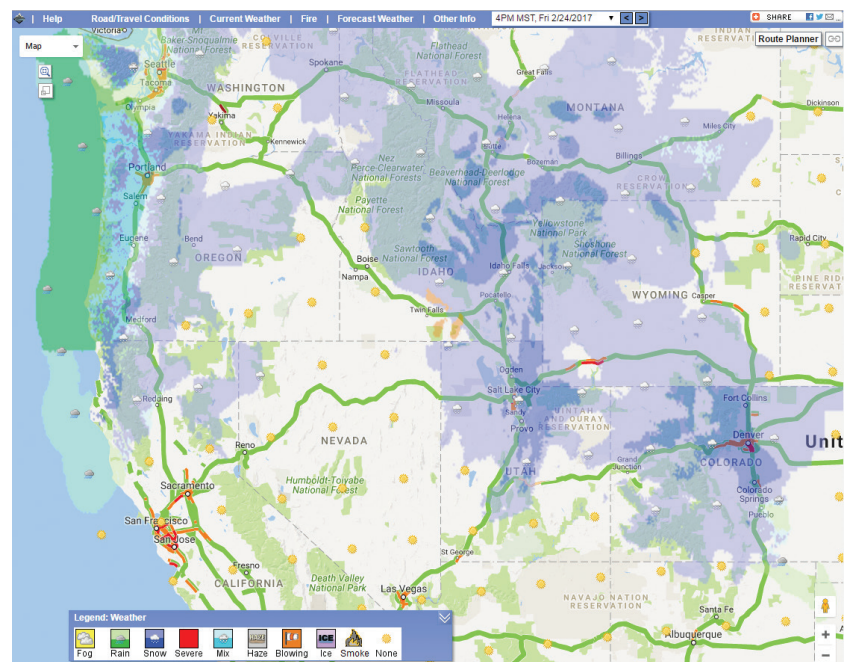 Help | Road/Travel Conditions | Current Weather | Fire | Forecast Weather | Other Info 4PM MST, Fri 2/24/2017 < > SHARE
Map
Route Planner
Victoria
Mt. Baker-Snoqualmie National Forest
COLVILLE RESERVATION
Flathead National Forest
FLATHEAD RESERVATION
INDIAN
Seattle
Tacoma
Olympia
WASHINGTON
Spokane
Great Falls
Missoula
Helena
MONTANA
Dickinson
Miles City
Yakima
YAKAMA INDIAN RESERVATION
Kennewick
Butte
Bozeman
Billings
CROW RESERVATION
Portland
Salem
Nez Perce-Clearwater National Forests
Beaverhead-Deerlodge National Forest
Payette National Forest
Yellowstone National Park
Shoshone National Forest
Eugene
Bend
OREGON
Boise
Nampa
Sawtooth National Forest
IDAHO
Idaho Falls
Jackson
Rapid City
Pocatello
WYOMING
Casper
Twin Falls
Medford
Ogden
Salt Lake City
Sandy
Provo
UINTAH AND OURAY RESERVATION
Fort Collins
Redding
Reno
NEVADA
UTAH
Grand Junction
Denver
COLORADO
Unit
Colorado Springs
Pueblo
Humboldt-Toiyabe National Forest
Sacramento
San Francisco
San Jose
Fresno
CALIFORNIA
Death Valley National Park
St George
Las Vegas
NAVAJO NATION RESERVATION
Santa Fe
Albuquerque
Legend: Weather
Fog Rain Snow Severe Mix Haze Blowing Ice Smoke None
HAZE
ICE
+
−